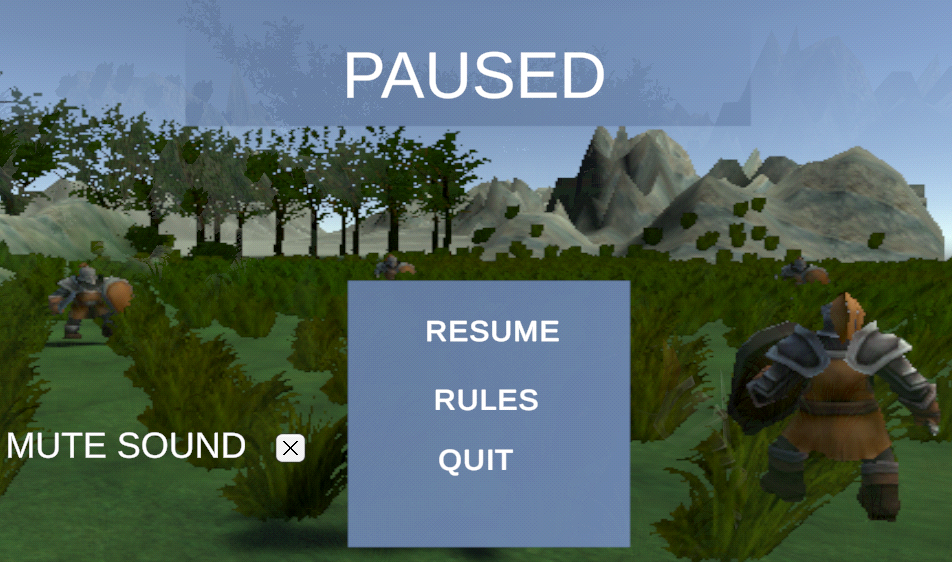 PAUSED
RESUME
RULES
MUTE SOUND
QUIT